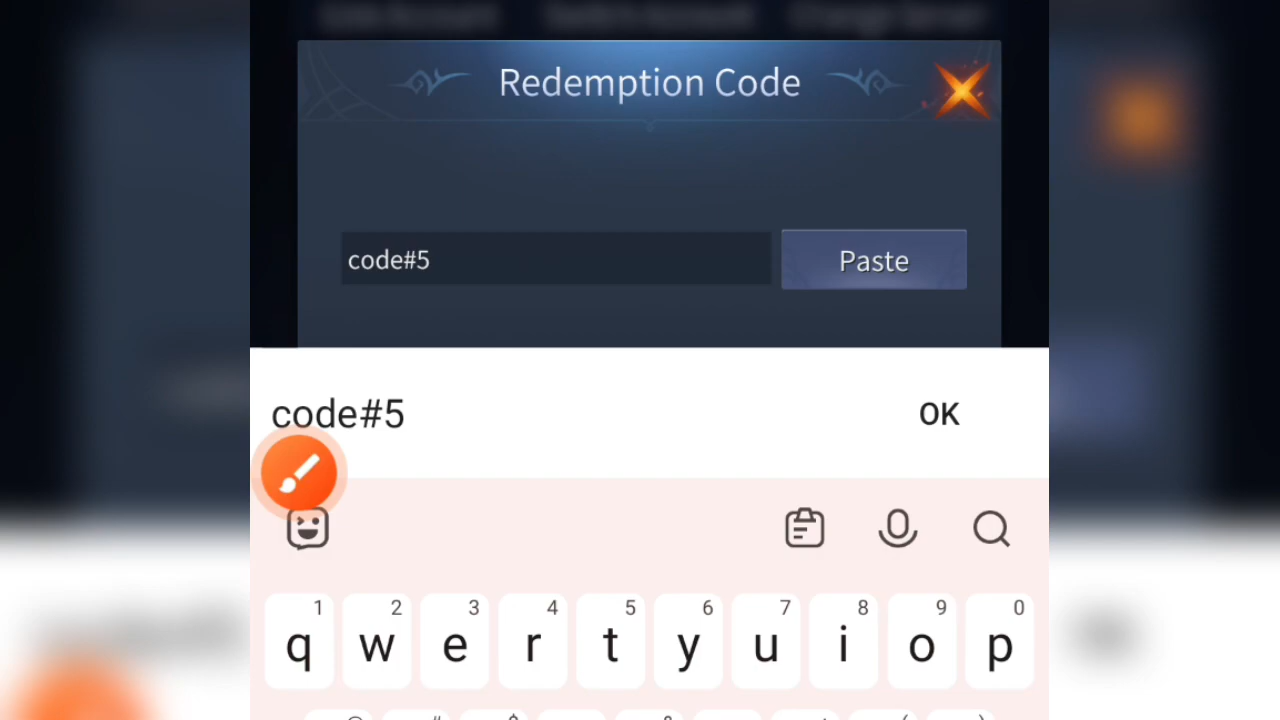 Redemption Code
code#5
Paste
code#5
OK
1 2 3 4 5 6 7 8 9 0
q w e r t y u i o p